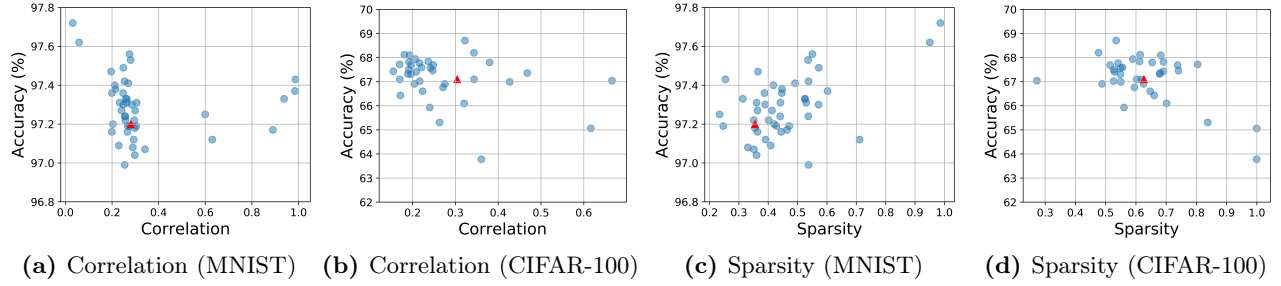 97.8
97.6
97.4
97.2
97.0
96.8
Accuracy (%)
0.0 0.2 0.4 0.6 0.8 1.0
Correlation
70
69
68
67
66
65
64
63
62
Accuracy (%)
0.2 0.3 0.4 0.5 0.6
Correlation
97.8
97.6
97.4
97.2
97.0
96.8
Accuracy (%)
0.2 0.3 0.4 0.5 0.6 0.7 0.8 0.9 1.0
Sparsity
70
69
68
67
66
65
64
63
62
Accuracy (%)
0.3 0.4 0.5 0.6 0.7 0.8 0.9 1.0
Sparsity
(a) Correlation (MNIST)
(b) Correlation (CIFAR-100)
(c) Sparsity (MNIST)
(d) Sparsity (CIFAR-100)